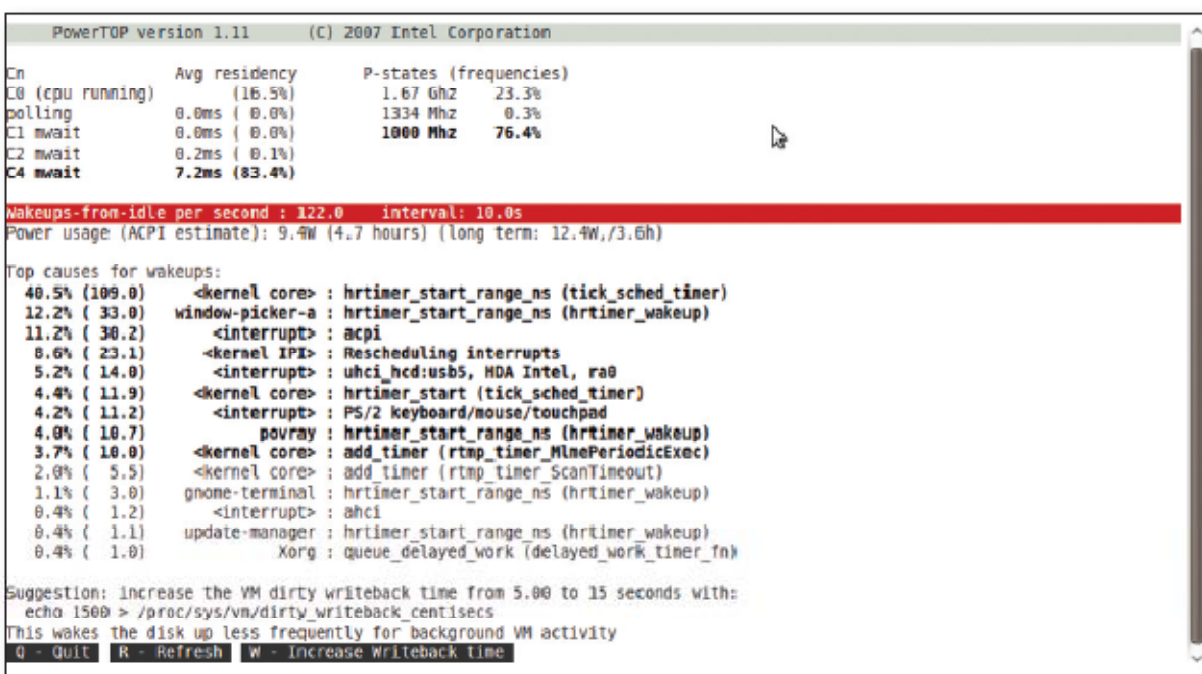 PowerTOP version 1.11 (C) 2007 Intel Corporation
Cn Avg residency P-states (frequencies)
C0 (cpu running) (16.5%) 1.67 Ghz 23.3%
polling 0.0ms ( 0.0%) 1334 Mhz 0.3%
C1 mwait 0.0ms ( 0.0%) 1000 Mhz 76.4%
C2 mwait 0.2ms ( 0.1%)
C4 mwait 7.2ms (83.4%)
Wakeups-from-idle per second : 122.0 interval: 10.0s
Power usage (ACPI estimate): 9.4W (4.7 hours) (long term: 12.4W,/3.6h)
Top causes for wakeups:
40.5% (109.0) <kernel core> : hrtimer_start_range_ns (tick_sched_timer)
12.2% ( 33.0) window-picker-a : hrtimer_start_range_ns (hrtimer_wakeup)
11.2% ( 30.2) <interrupt> : acpi
8.6% ( 23.1) <kernel IPI> : Rescheduling interrupts
5.2% ( 14.0) <interrupt> : uhci_hcd:usb5, HDA Intel, ra0
4.4% ( 11.9) <kernel core> : hrtimer_start (tick_sched_timer)
4.2% ( 11.2) <interrupt> : PS/2 keyboard/mouse/touchpad
4.0% ( 10.7) povray : hrtimer_start_range_ns (hrtimer_wakeup)
3.7% ( 10.0) <kernel core> : add_timer (rtmp_timer_MlmePeriodicExec)
2.0% ( 5.5) <kernel core> : add_timer (rtmp_timer_ScanTimeout)
1.1% ( 3.0) gnome-terminal : hrtimer_start_range_ns (hrtimer_wakeup)
0.4% ( 1.2) <interrupt> : ahci
0.4% ( 1.1) update-manager : hrtimer_start_range_ns (hrtimer_wakeup)
0.4% ( 1.0) Xorg : queue_delayed_work (delayed_work_timer_fn)
Suggestion: increase the VM dirty writeback time from 5.00 to 15 seconds with:
echo 1500 > /proc/sys/vm/dirty_writeback_centisecs
This wakes the disk up less frequently for background VM activity
Q - Quit R - Refresh W - Increase Writeback time